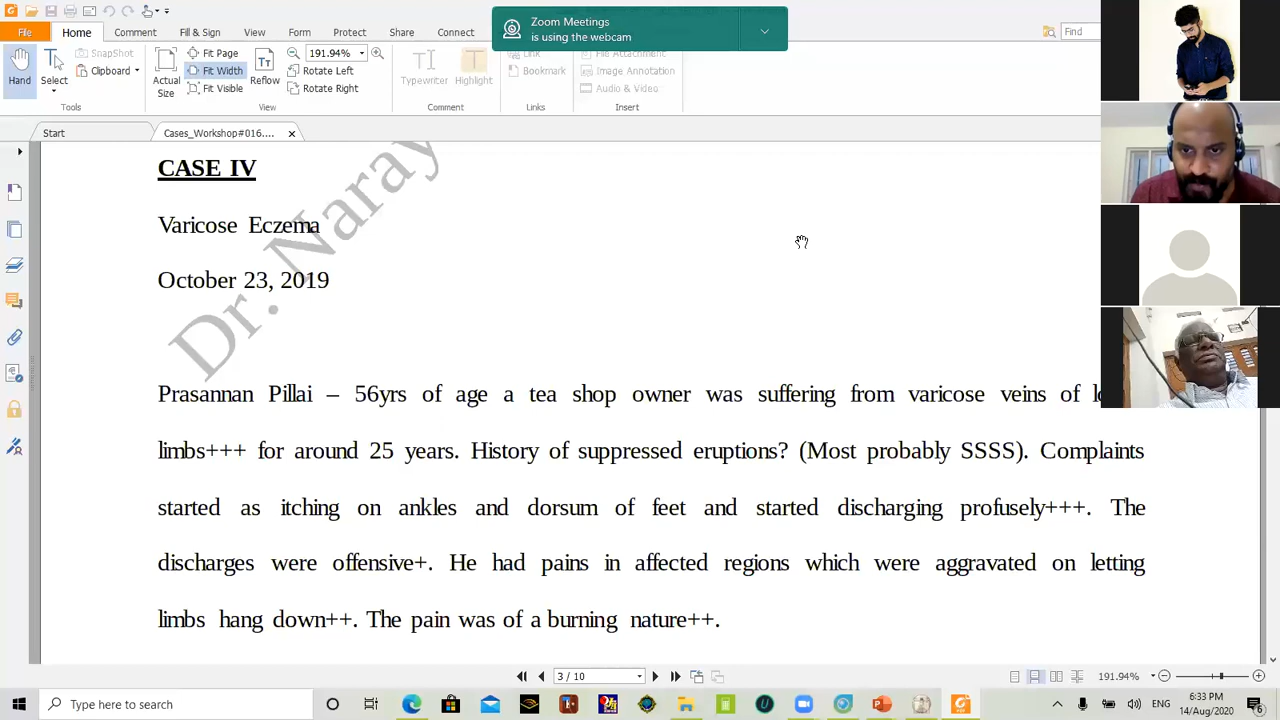 Zoom Meetings
is using the webcam
File Home Comment Fill & Sign View Form Protect Share Connect
Find
SnapShot
Clipboard
Hand
Select
Tools
Actual Size
Fit Page
Fit Width
Fit Visible
Reflow
191.94%
Rotate Left
Rotate Right
View
Typewriter
Highlight
Comment
Link
Bookmark
Links
File Attachment
Image Annotation
Audio & Video
Insert
Start
Cases_Workshop#016....
CASE IV
Varicose Eczema
October 23, 2019
Dr. Naray
Prasannan Pillai – 56yrs of age a tea shop owner was suffering from varicose veins of
limbs+++ for around 25 years. History of suppressed eruptions? (Most probably SSSS). Complaints
started as itching on ankles and dorsum of feet and started discharging profusely+++. The
discharges were offensive+. He had pains in affected regions which were aggravated on letting
limbs hang down++. The pain was of a burning nature++.
3 / 10
191.94%
Type here to search
ENG
6:33 PM
14/Aug/2020
6